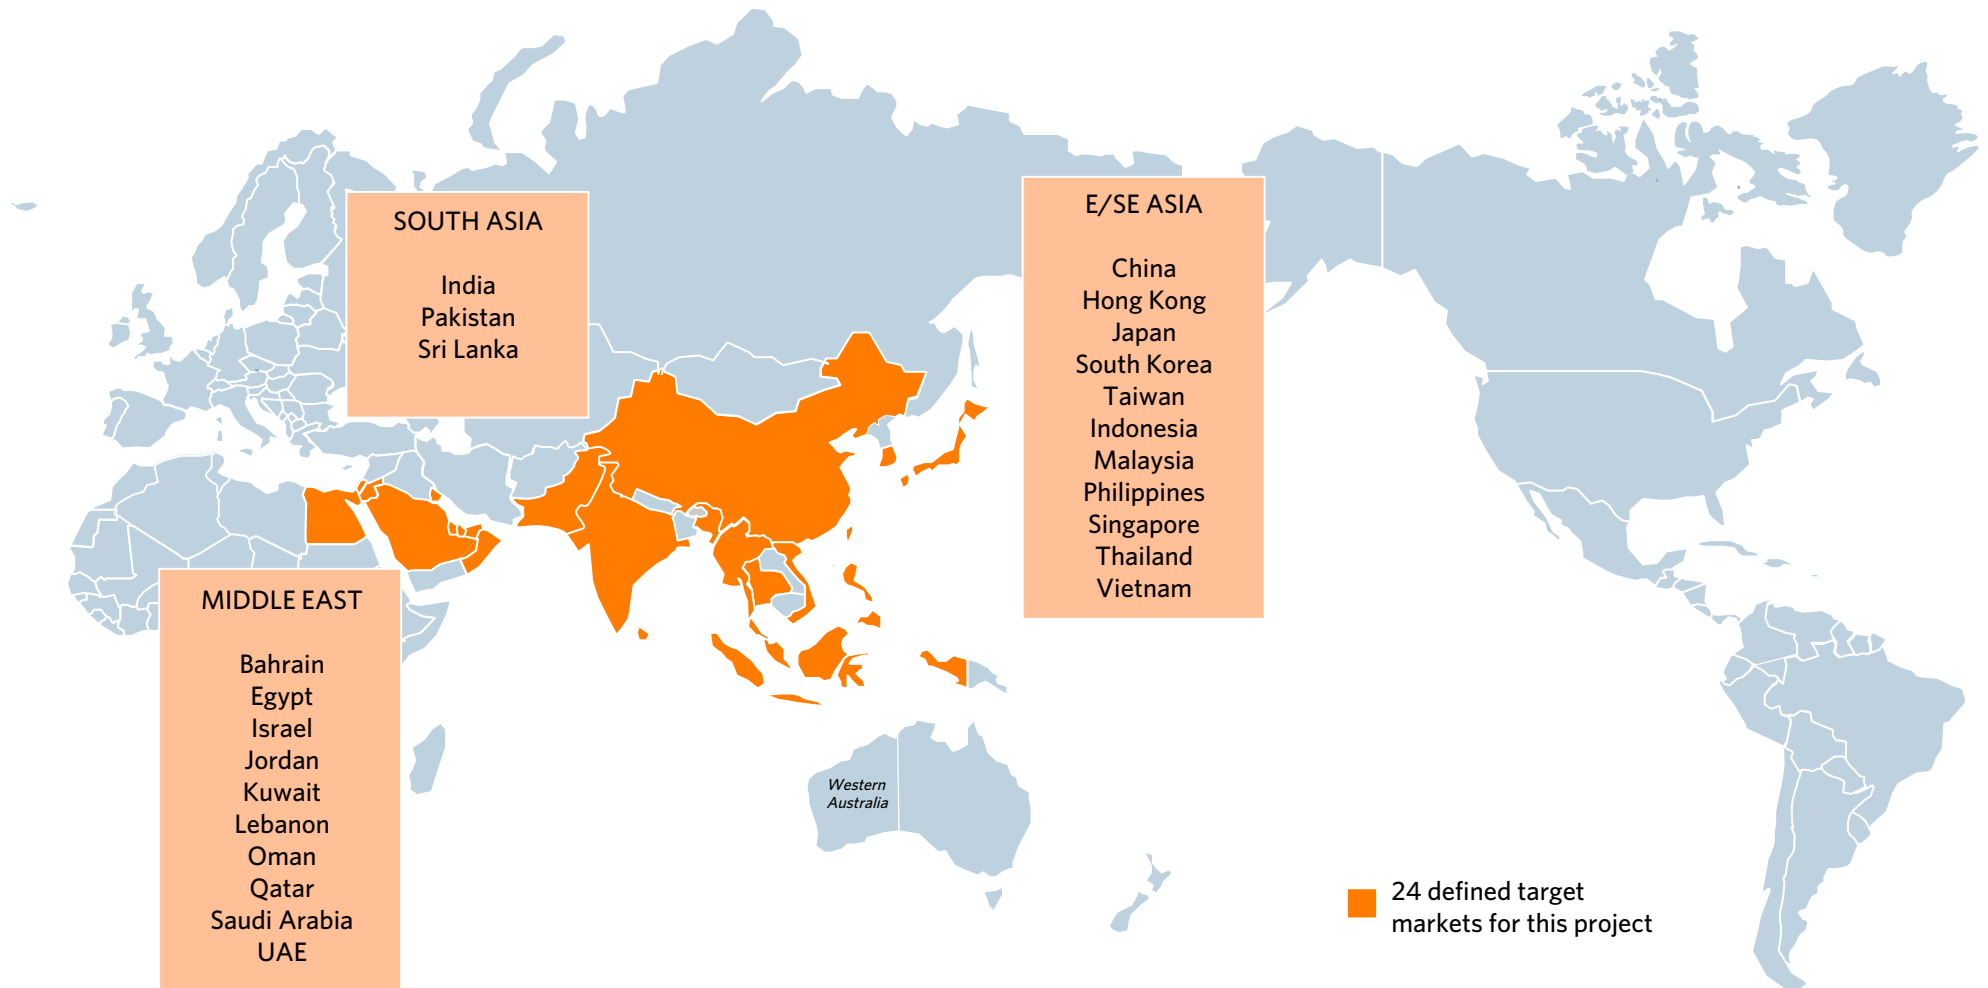 SOUTH ASIA
India
Pakistan
Sri Lanka
E/SE ASIA
China
Hong Kong
Japan
South Korea
Taiwan
Indonesia
Malaysia
Philippines
Singapore
Thailand
Vietnam
MIDDLE EAST
Bahrain
Egypt
Israel
Jordan
Kuwait
Lebanon
Oman
Qatar
Saudi Arabia
UAE
Western
Australia
24 defined target
markets for this project